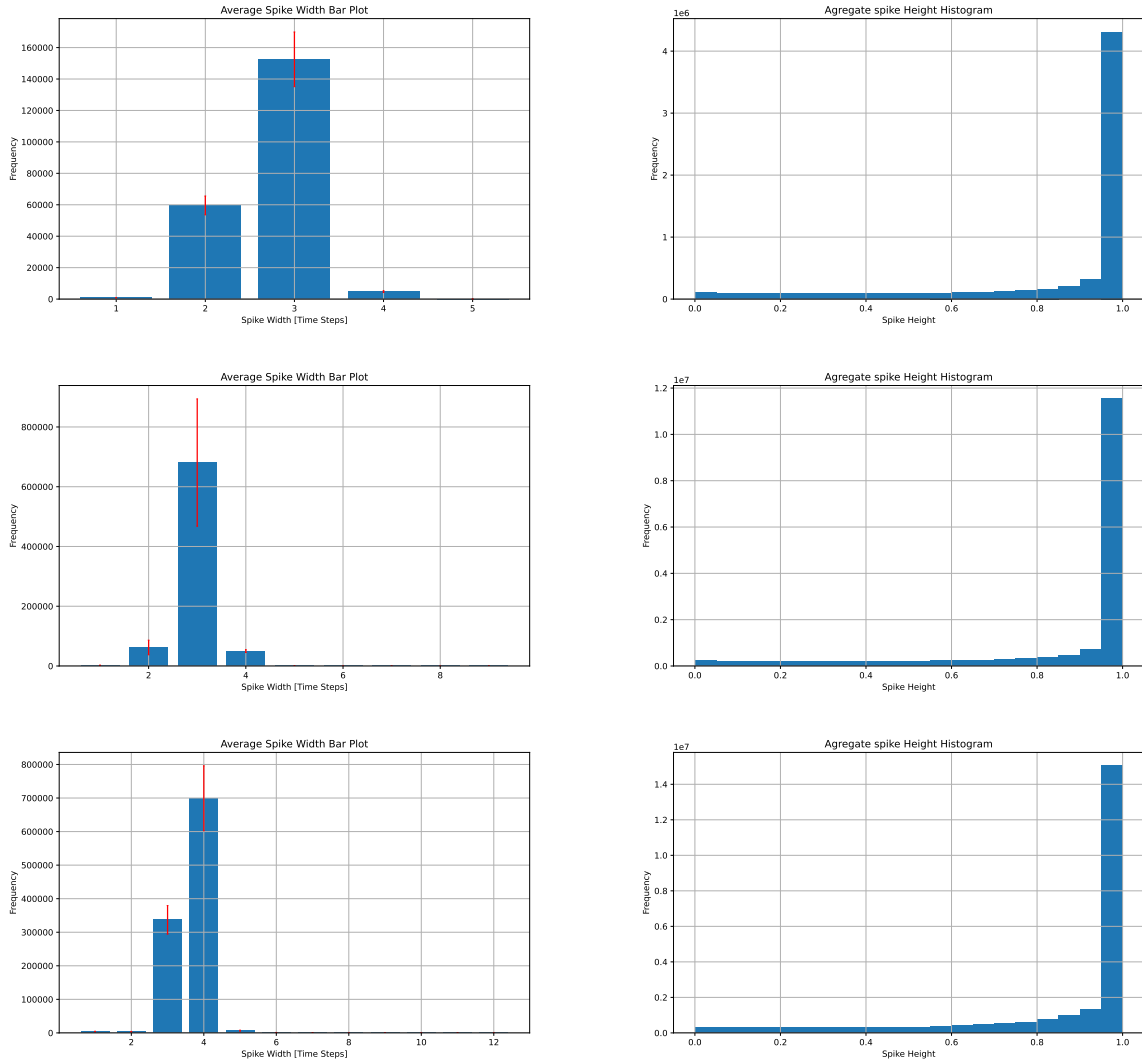 Average Spike Width Bar Plot
Frequency
160000
140000
120000
100000
80000
60000
40000
20000
0
1 2 3 4 5
Spike Width [Time Steps]
Agregate spike Height Histogram
1e6
Frequency
4
3
2
1
0
0.0 0.2 0.4 0.6 0.8 1.0
Spike Height
Average Spike Width Bar Plot
Frequency
800000
600000
400000
200000
0
2 4 6 8
Spike Width [Time Steps]
Agregate spike Height Histogram
1e7
Frequency
1.2
1.0
0.8
0.6
0.4
0.2
0.0
0.0 0.2 0.4 0.6 0.8 1.0
Spike Height
Average Spike Width Bar Plot
Frequency
800000
700000
600000
500000
400000
300000
200000
100000
0
2 4 6 8 10 12
Spike Width [Time Steps]
Agregate spike Height Histogram
1e7
Frequency
1.4
1.2
1.0
0.8
0.6
0.4
0.2
0.0
0.0 0.2 0.4 0.6 0.8 1.0
Spike Height